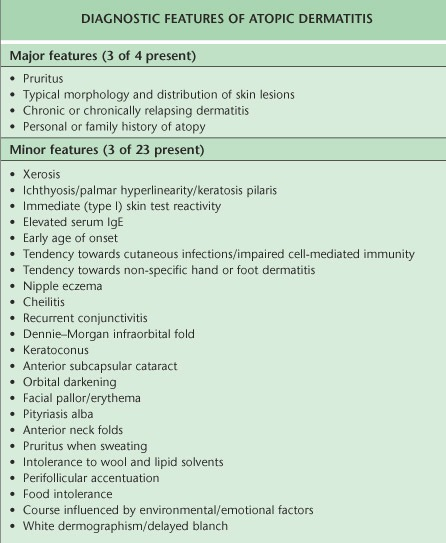 DIAGNOSTIC FEATURES OF ATOPIC DERMATITIS
Major features (3 of 4 present)
• Pruritus
• Typical morphology and distribution of skin lesions
• Chronic or chronically relapsing dermatitis
• Personal or family history of atopy
Minor features (3 of 23 present)
• Xerosis
• Ichthyosis/palmar hyperlinearity/keratosis pilaris
• Immediate (type I) skin test reactivity
• Elevated serum IgE
• Early age of onset
• Tendency towards cutaneous infections/impaired cell-mediated immunity
• Tendency towards non-specific hand or foot dermatitis
• Nipple eczema
• Cheilitis
• Recurrent conjunctivitis
• Dennie–Morgan infraorbital fold
• Keratoconus
• Anterior subcapsular cataract
• Orbital darkening
• Facial pallor/erythema
• Pityriasis alba
• Anterior neck folds
• Pruritus when sweating
• Intolerance to wool and lipid solvents
• Perifollicular accentuation
• Food intolerance
• Course influenced by environmental/emotional factors
• White dermographism/delayed blanch